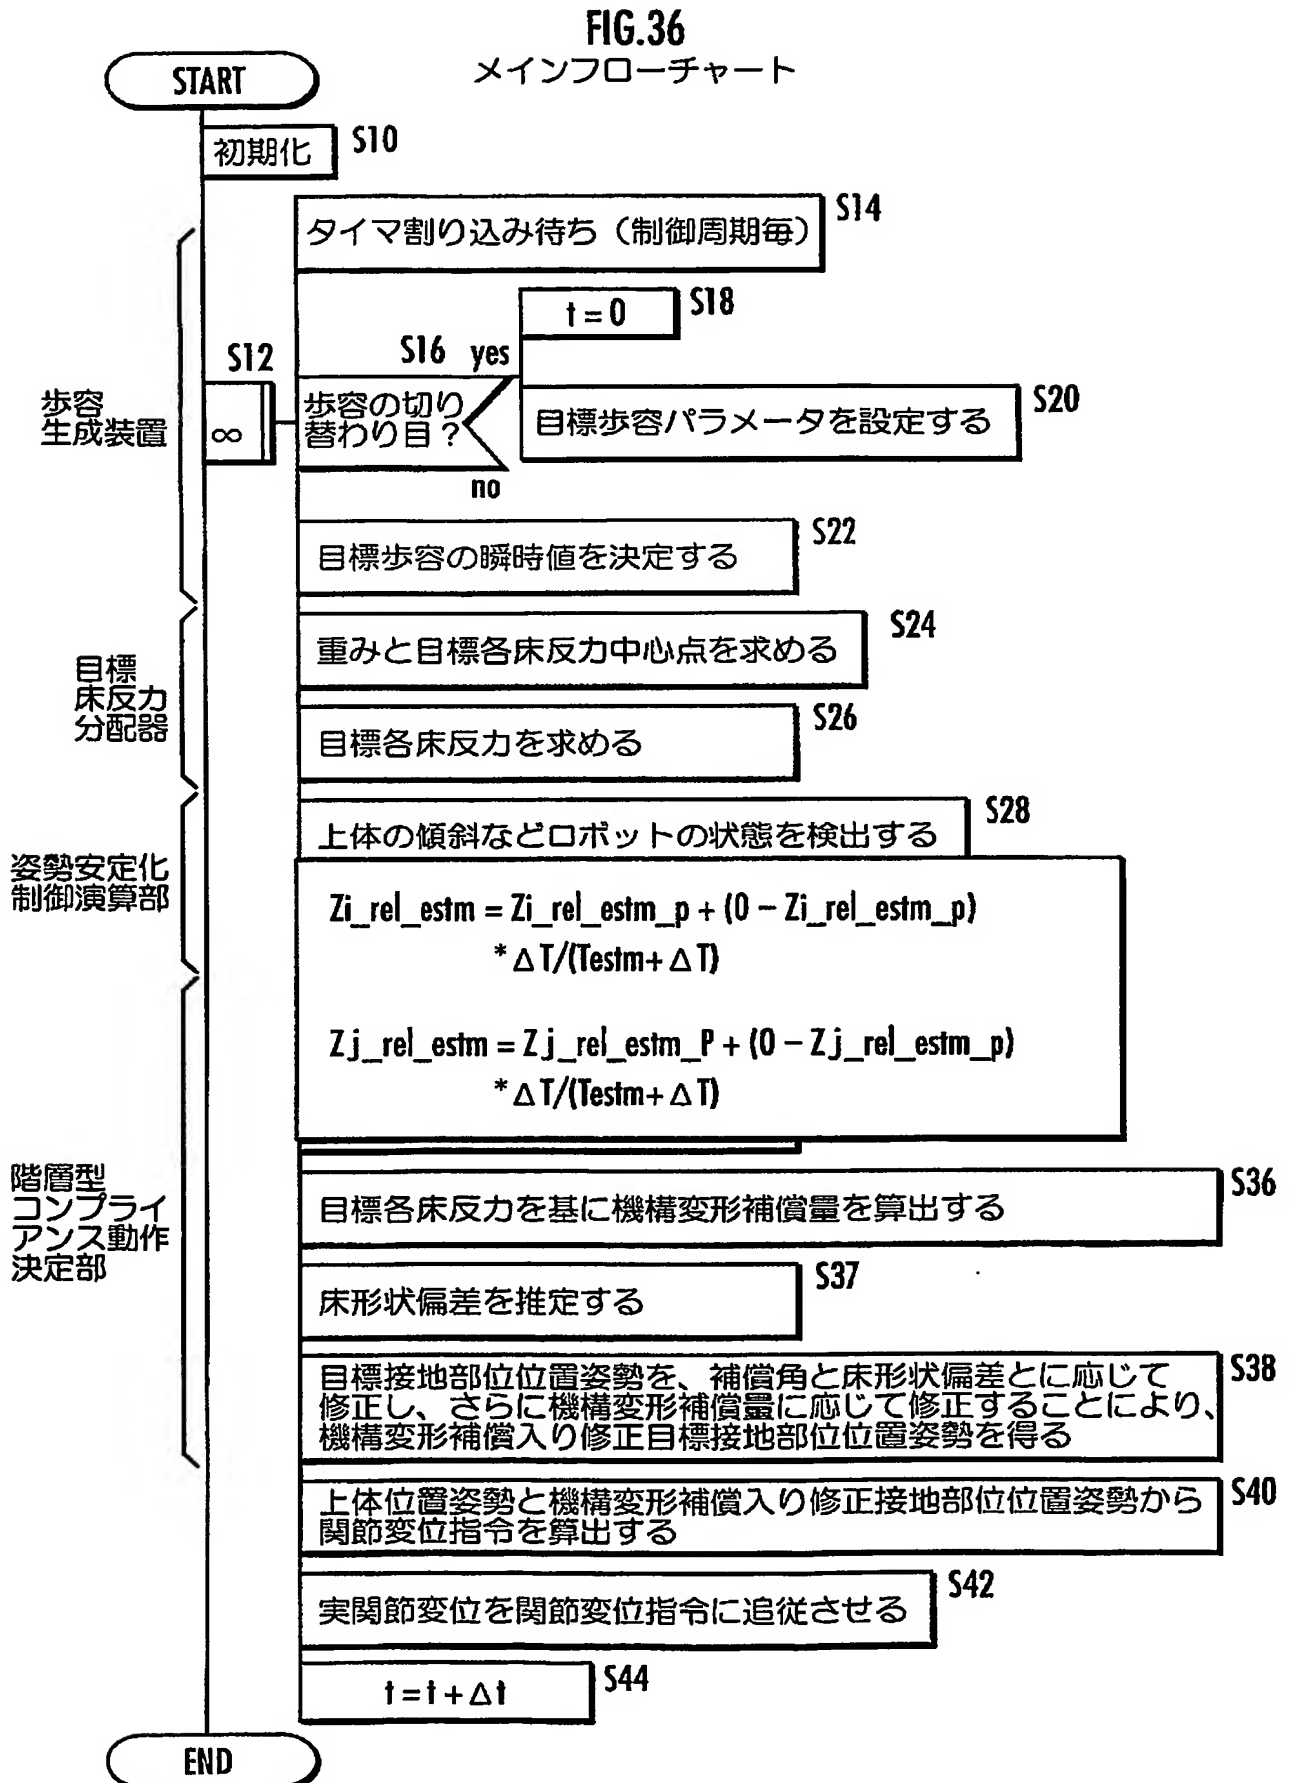 FIG.36
メインフローチャート
START
初期化
S10
タイマ割り込み待ち（制御周期毎）
S14
t = 0
S18
S12
S16
yes
∞
歩容の切り
替わり目？
目標歩容パラメータを設定する
S20
no
歩容
生成装置
目標歩容の瞬時値を決定する
S22
重みと目標各床反力中心点を求める
S24
目標
床反力
分配器
目標各床反力を求める
S26
上体の傾斜などロボットの状態を検出する
S28
姿勢安定化
制御演算部
Zi_rel_estm = Zi_rel_estm_p + (0 – Zi_rel_estm_p)
* ΔT/(Testm+ ΔT)
Zj_rel_estm = Zj_rel_estm_P + (0 – Zj_rel_estm_p)
* ΔT/(Testm+ ΔT)
階層型
コンプライ
アンス動作
決定部
目標各床反力を基に機構変形補償量を算出する
S36
床形状偏差を推定する
S37
目標接地部位位置姿勢を、補償角と床形状偏差とに応じて
修正し、さらに機構変形補償量に応じて修正することにより、
機構変形補償入り修正目標接地部位位置姿勢を得る
S38
上体位置姿勢と機構変形補償入り修正接地部位位置姿勢から
関節変位指令を算出する
S40
実関節変位を関節変位指令に追従させる
S42
t = t + Δt
S44
END